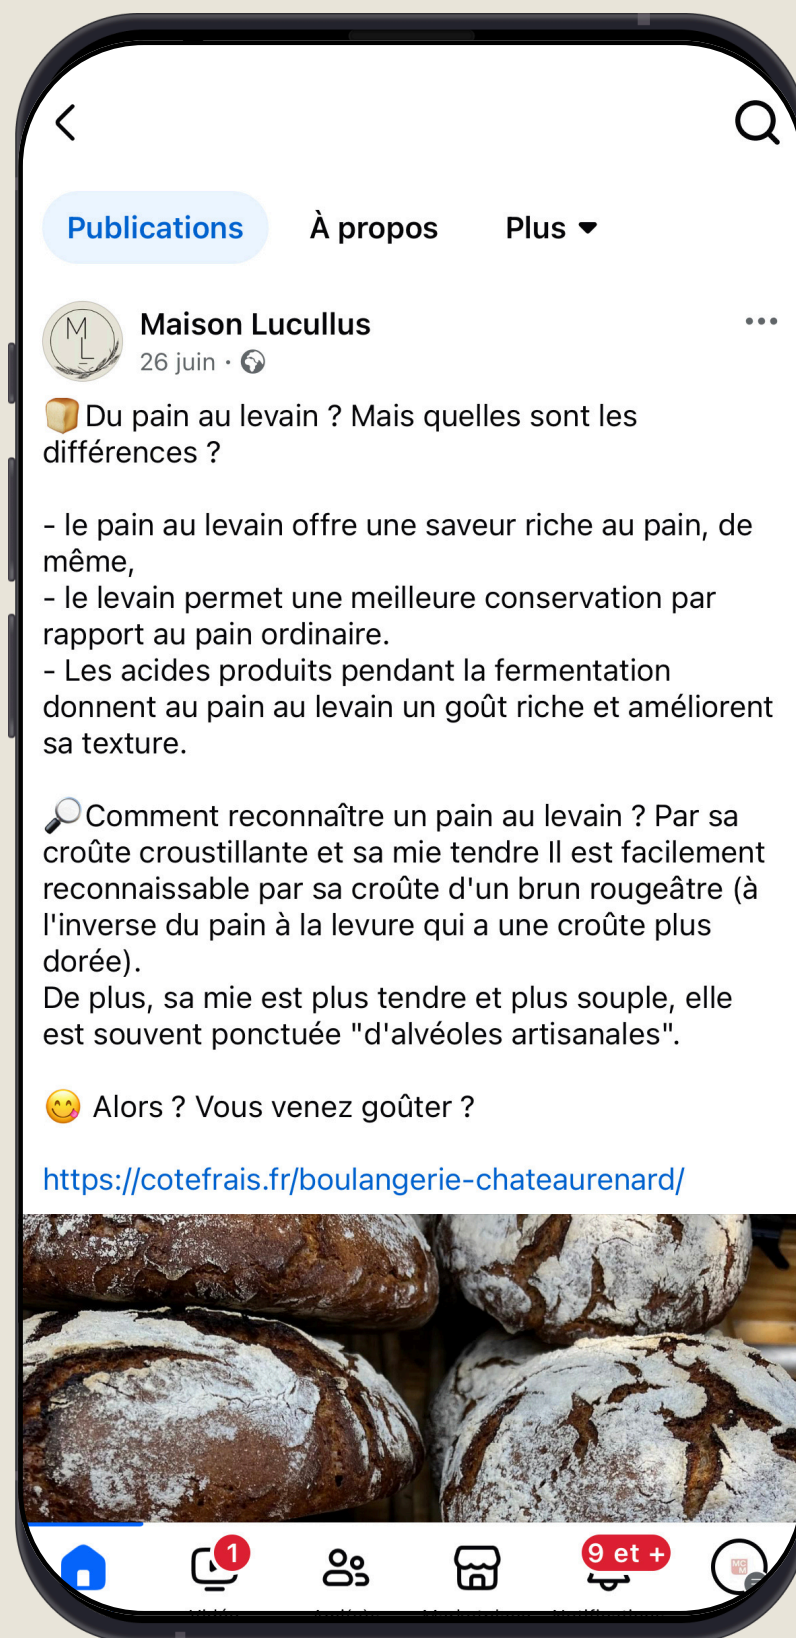 Publications
À propos
Plus
ML
Maison Lucullus
26 juin ·
Du pain au levain ? Mais quelles sont les
différences ?
- le pain au levain offre une saveur riche au pain, de
même,
- le levain permet une meilleure conservation par
rapport au pain ordinaire.
- Les acides produits pendant la fermentation
donnent au pain au levain un goût riche et améliorent
sa texture.
Comment reconnaître un pain au levain ? Par sa
croûte croustillante et sa mie tendre Il est facilement
reconnaissable par sa croûte d'un brun rougeâtre (à
l'inverse du pain à la levure qui a une croûte plus
dorée).
De plus, sa mie est plus tendre et plus souple, elle
est souvent ponctuée "d'alvéoles artisanales".
Alors ? Vous venez goûter ?
https://cotefrais.fr/boulangerie-chateaurenard/
1
9 et +